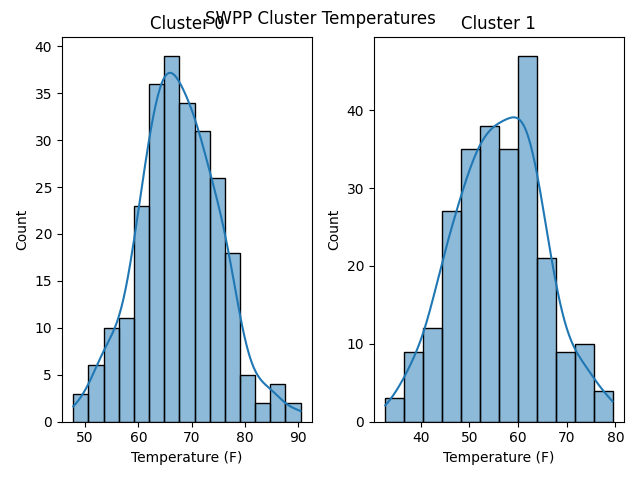 SWPP Cluster Temperatures
Cluster 0
Cluster 1
Count
40
35
30
25
20
15
10
5
0
50 60 70 80 90
Temperature (F)
Count
40
30
20
10
0
40 50 60 70 80
Temperature (F)